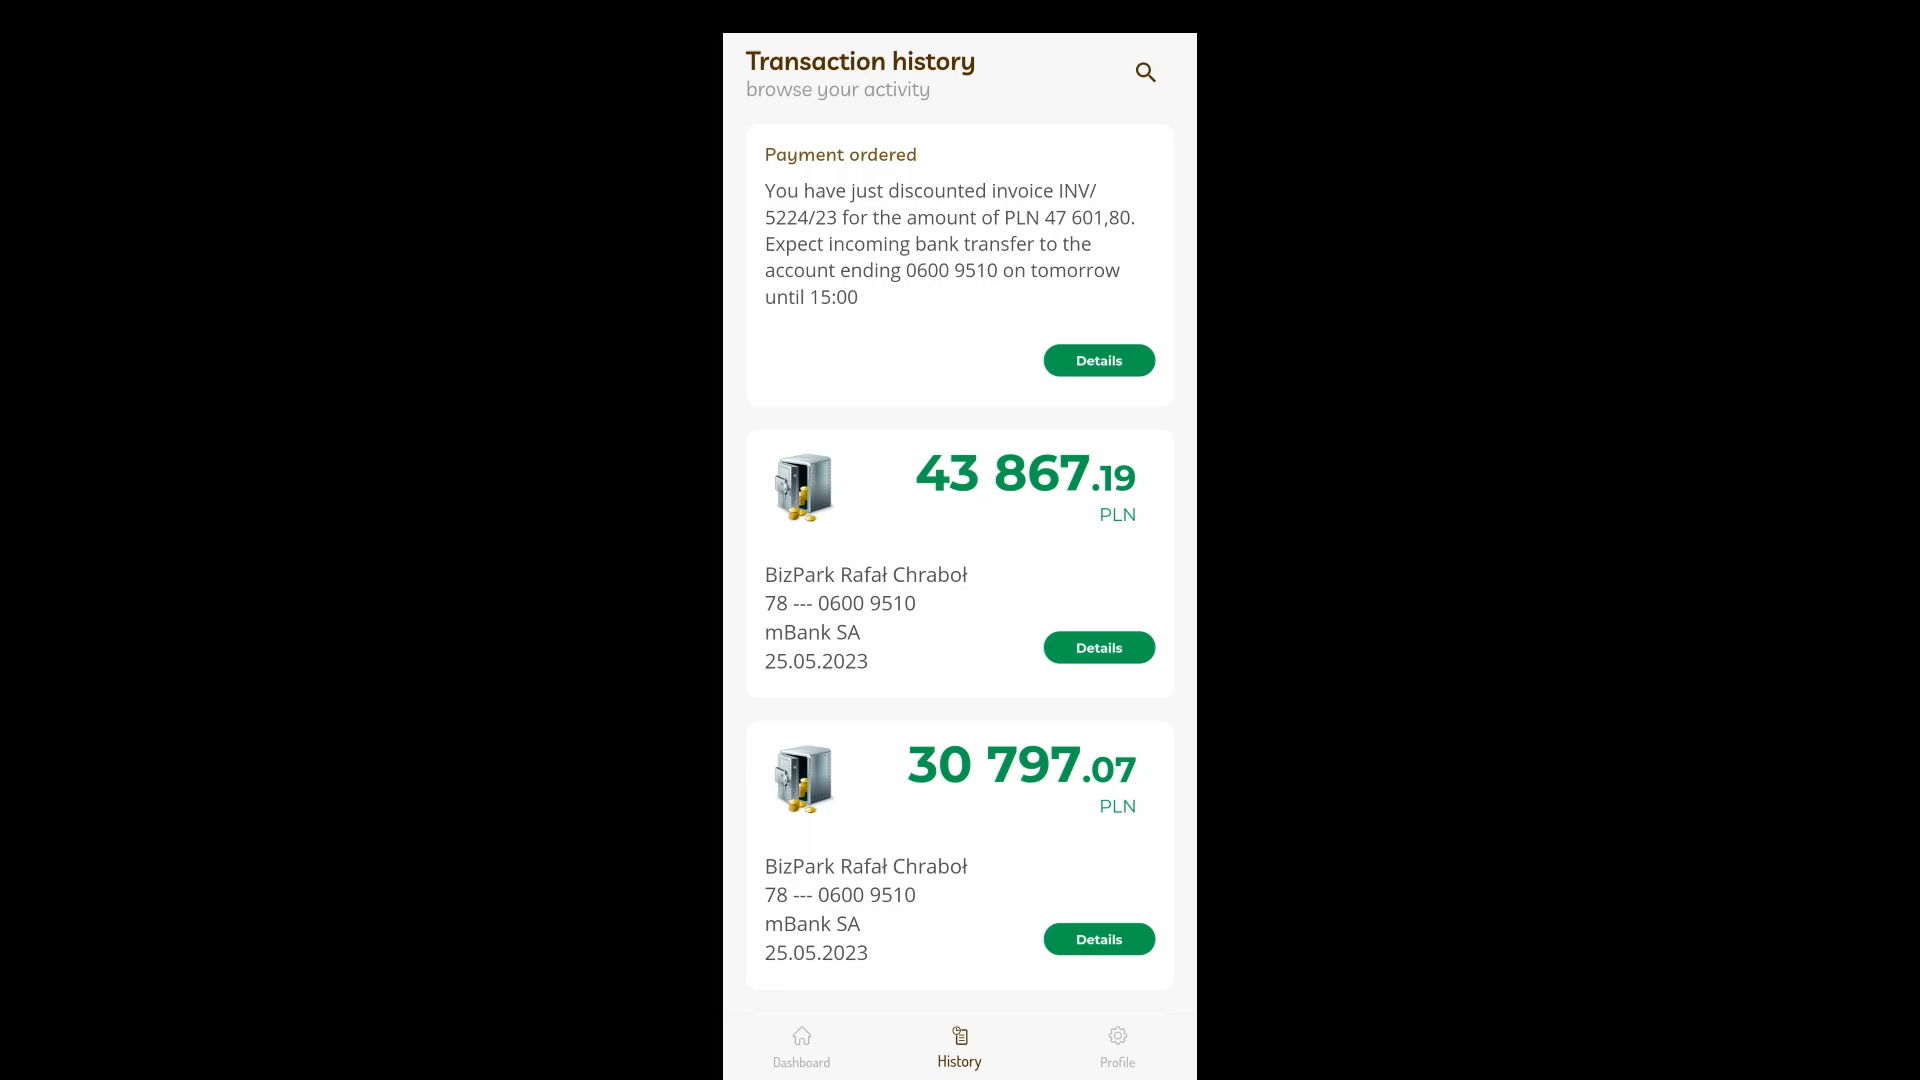 Transaction history
browse your activity
Payment ordered
You have just discounted invoice INV/
5224/23 for the amount of PLN 47 601,80.
Expect incoming bank transfer to the
account ending 0600 9510 on tomorrow
until 15:00
Details
43 867.19
PLN
BizPark Rafał Chraboł
78 --- 0600 9510
mBank SA
25.05.2023
Details
30 797.07
PLN
BizPark Rafał Chraboł
78 --- 0600 9510
mBank SA
25.05.2023
Details
Dashboard
History
Profile